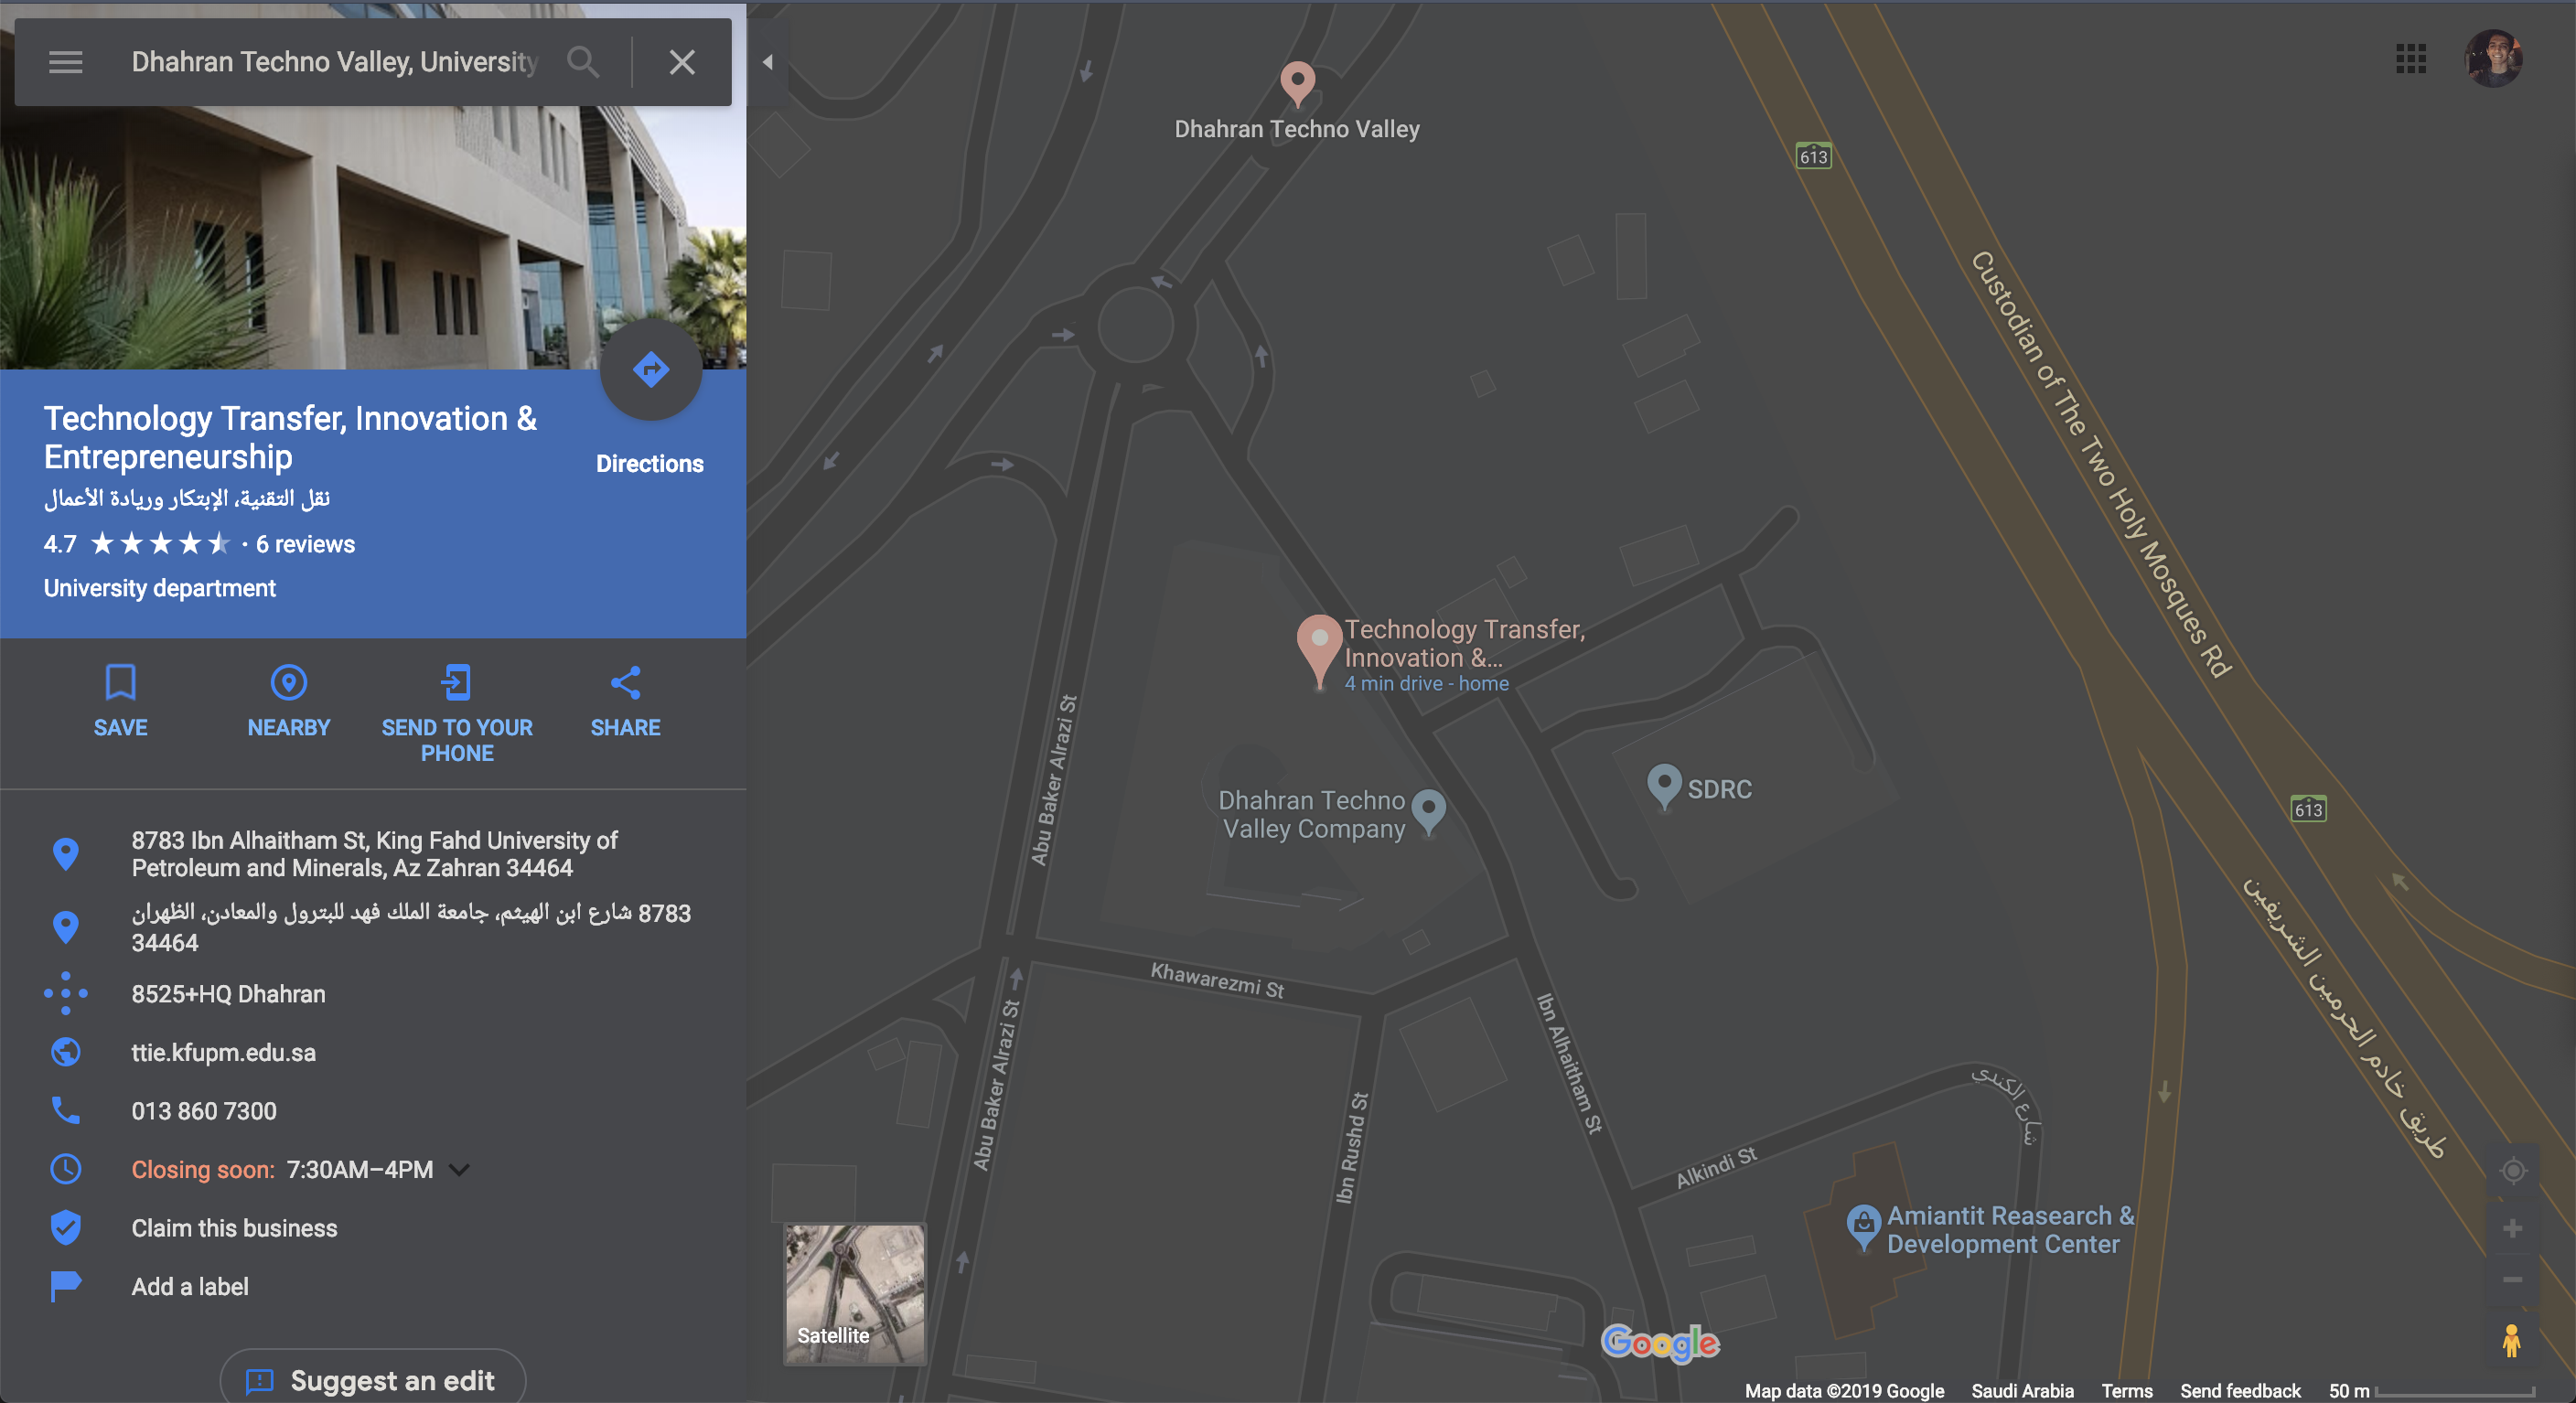 Dhahran Techno Valley, University
Technology Transfer, Innovation &
Entrepreneurship
نقل التقنية، الإبتكار وريادة الأعمال
4.7 ★★★★★ · 6 reviews
University department
Directions
SAVE
NEARBY
SEND TO YOUR
PHONE
SHARE
8783 Ibn Alhaitham St, King Fahd University of
Petroleum and Minerals, Az Zahran 34464
8783 شارع ابن الهيثم، جامعة الملك فهد للبترول والمعادن، الظهران
34464
8525+HQ Dhahran
ttie.kfupm.edu.sa
013 860 7300
Closing soon: 7:30AM–4PM
Claim this business
Add a label
Suggest an edit
Dhahran Techno Valley
613
Custodian of The Two Holy Mosques Rd
Technology Transfer,
Innovation &...
4 min drive - home
Abu Baker Alrazi St
Dhahran Techno
Valley Company
SDRC
613
طريق خادم الحرمين الشريفين
Khawarezmi St
Abu Baker Alrazi St
Ibn Alhaitham St
Ibn Rushd St
شارع الكندي
Alkindi St
Amiantit Reasearch &
Development Center
Satellite
Google
Map data ©2019 Google
Saudi Arabia
Terms
Send feedback
50 m